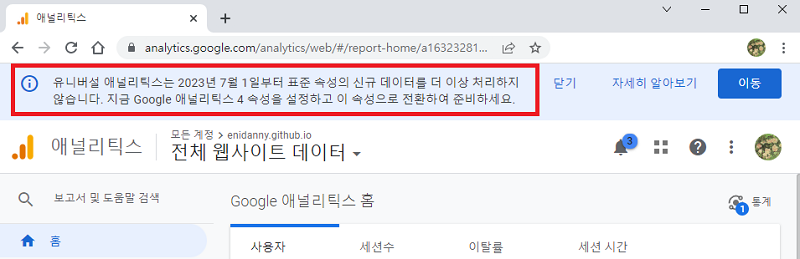 애널리틱스
analytics.google.com/analytics/web/#/report-home/a16323281...
유니버설 애널리틱스는 2023년 7월 1일부터 표준 속성의 신규 데이터를 더 이상 처리하지
않습니다. 지금 Google 애널리틱스 4 속성을 설정하고 이 속성으로 전환하여 준비하세요.
닫기
자세히 알아보기
이동
애널리틱스
모든 계정 > enidanny.github.io
전체 웹사이트 데이터
3
보고서 및 도움말 검색
Google 애널리틱스 홈
1
통계
홈
사용자
세션수
이탈률
세션 시간